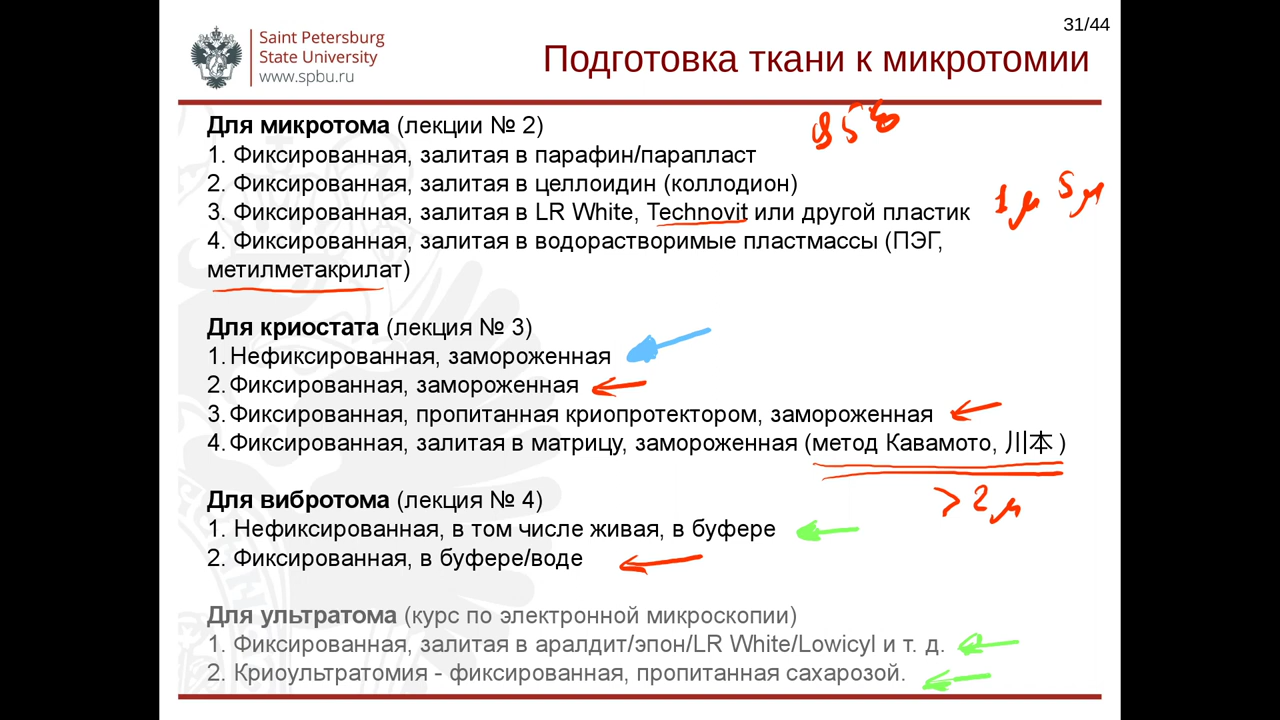 31/44
Saint Petersburg
State University
www.spbu.ru
Подготовка ткани к микротомии
Для микротома (лекции № 2)
95%
1. Фиксированная, залитая в парафин/парапласт
2. Фиксированная, залитая в целлоидин (коллодион)
3. Фиксированная, залитая в LR White, Technovit или другой пластик
1μ 5μ
4. Фиксированная, залитая в водорастворимые пластмассы (ПЭГ,
метилметакрилат)
Для криостата (лекция № 3)
1. Нефиксированная, замороженная
2. Фиксированная, замороженная
3. Фиксированная, пропитанная криопротектором, замороженная
4. Фиксированная, залитая в матрицу, замороженная (метод Кавамото, 川本 )
> 2μ
Для вибротома (лекция № 4)
1. Нефиксированная, в том числе живая, в буфере
2. Фиксированная, в буфере/воде
Для ультратома (курс по электронной микроскопии)
1. Фиксированная, залитая в аралдит/эпон/LR White/Lowicyl и т. д.
2. Криоультратомия - фиксированная, пропитанная сахарозой.